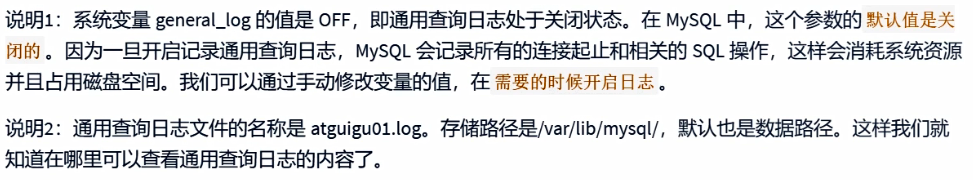 说明1：系统变量 general_log 的值是 OFF，即通用查询日志处于关闭状态。在 MySQL 中，这个参数的 默认值是关
闭的 。因为一旦开启记录通用查询日志，MySQL 会记录所有的连接起止和相关的 SQL 操作，这样会消耗系统资源
并且占用磁盘空间。我们可以通过手动修改变量的值，在 需要的时候开启日志 。
说明2：通用查询日志文件的名称是 atguigu01.log。存储路径是/var/lib/mysql/，默认也是数据路径。这样我们就
知道在哪里可以查看通用查询日志的内容了。